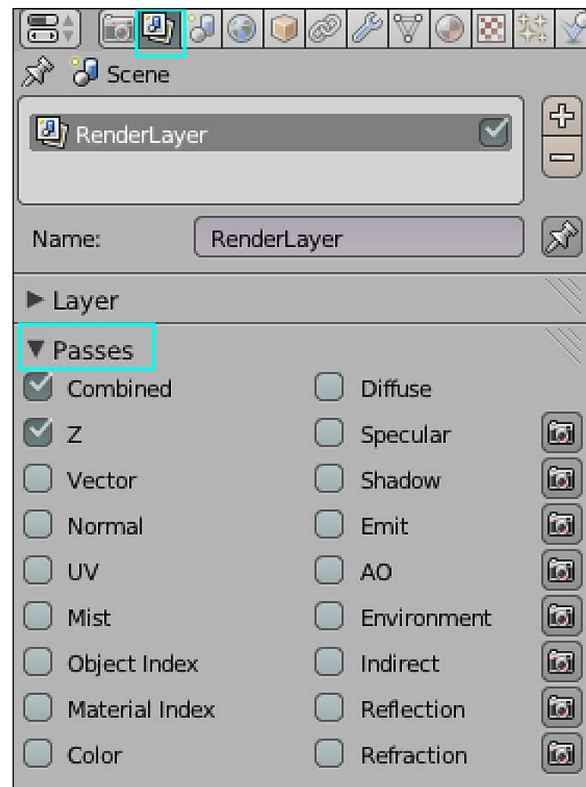 Scene
RenderLayer
Name: RenderLayer
Layer
Passes
Combined Diffuse
Z Specular
Vector Shadow
Normal Emit
UV AO
Mist Environment
Object Index Indirect
Material Index Reflection
Color Refraction